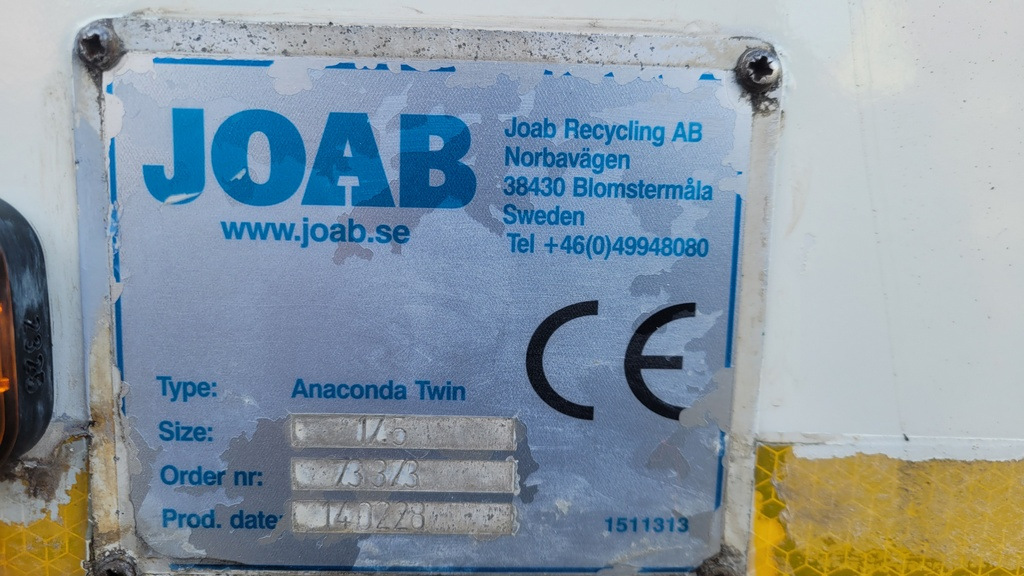 JOAB
www.joab.se
Joab Recycling AB
Norbavägen
38430 Blomstermåla
Sweden
Tel +46(0)49948080
CE
Type: Anaconda Twin
Size:
Order nr:
Prod. date: 140228
1511313